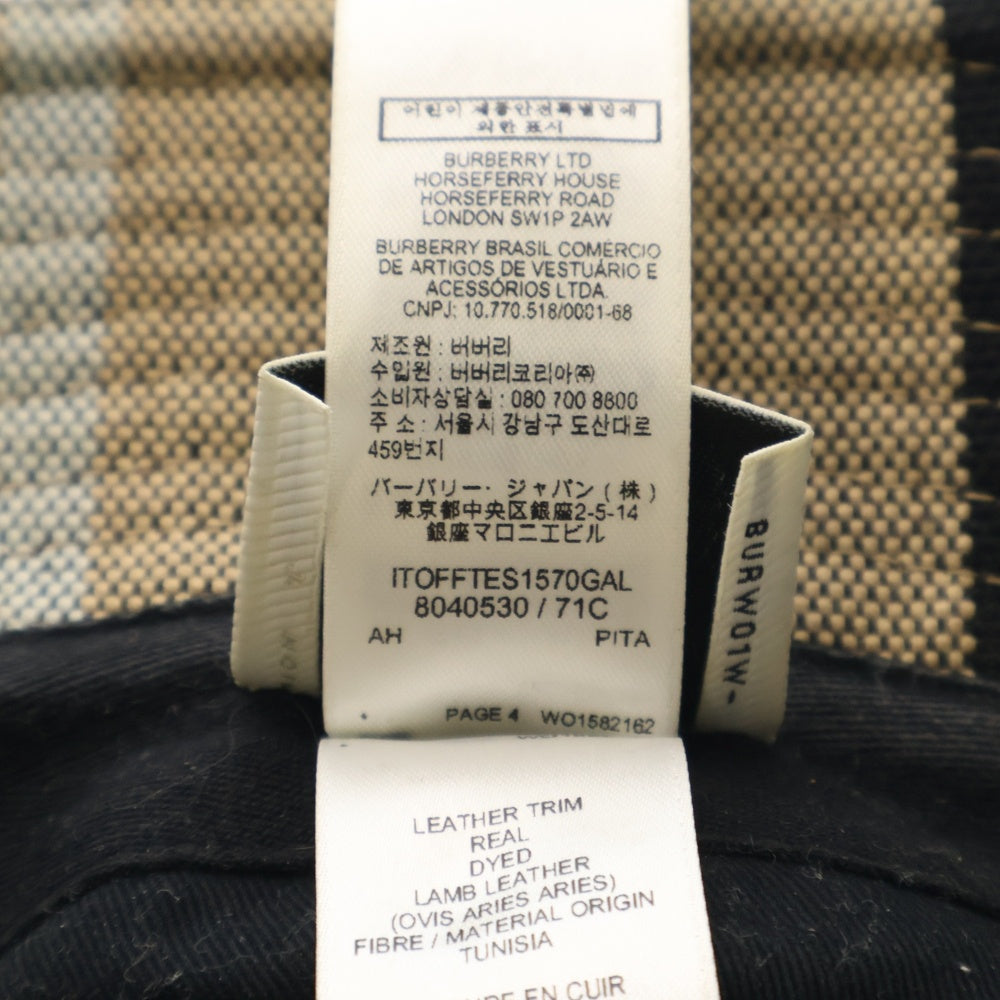 어린이 제품안전특별법에
의한 표시
BURBERRY LTD
HORSEFERRY HOUSE
HORSEFERRY ROAD
LONDON SW1P 2AW
BURBERRY BRASIL COMÉRCIO
DE ARTIGOS DE VESTUÁRIO E
ACESSÓRIOS LTDA.
CNPJ: 10.770.518/0001-68
제조원 : 버버리
수입원 : 버버리코리아㈜
소비자상담실 : 080 700 8800
주 소 : 서울시 강남구 도산대로
459번지
バーバリー・ジャパン(株)
東京都中央区銀座2-5-14
銀座マロニエビル
ITOFFTES1570GAL
8040530 / 71C
AH PITA
PAGE 4 WO1582162
BURW01W-
LEATHER TRIM
REAL
DYED
LAMB LEATHER
(OVIS ARIES ARIES)
FIBRE / MATERIAL ORIGIN
TUNISIA
EN CUIR